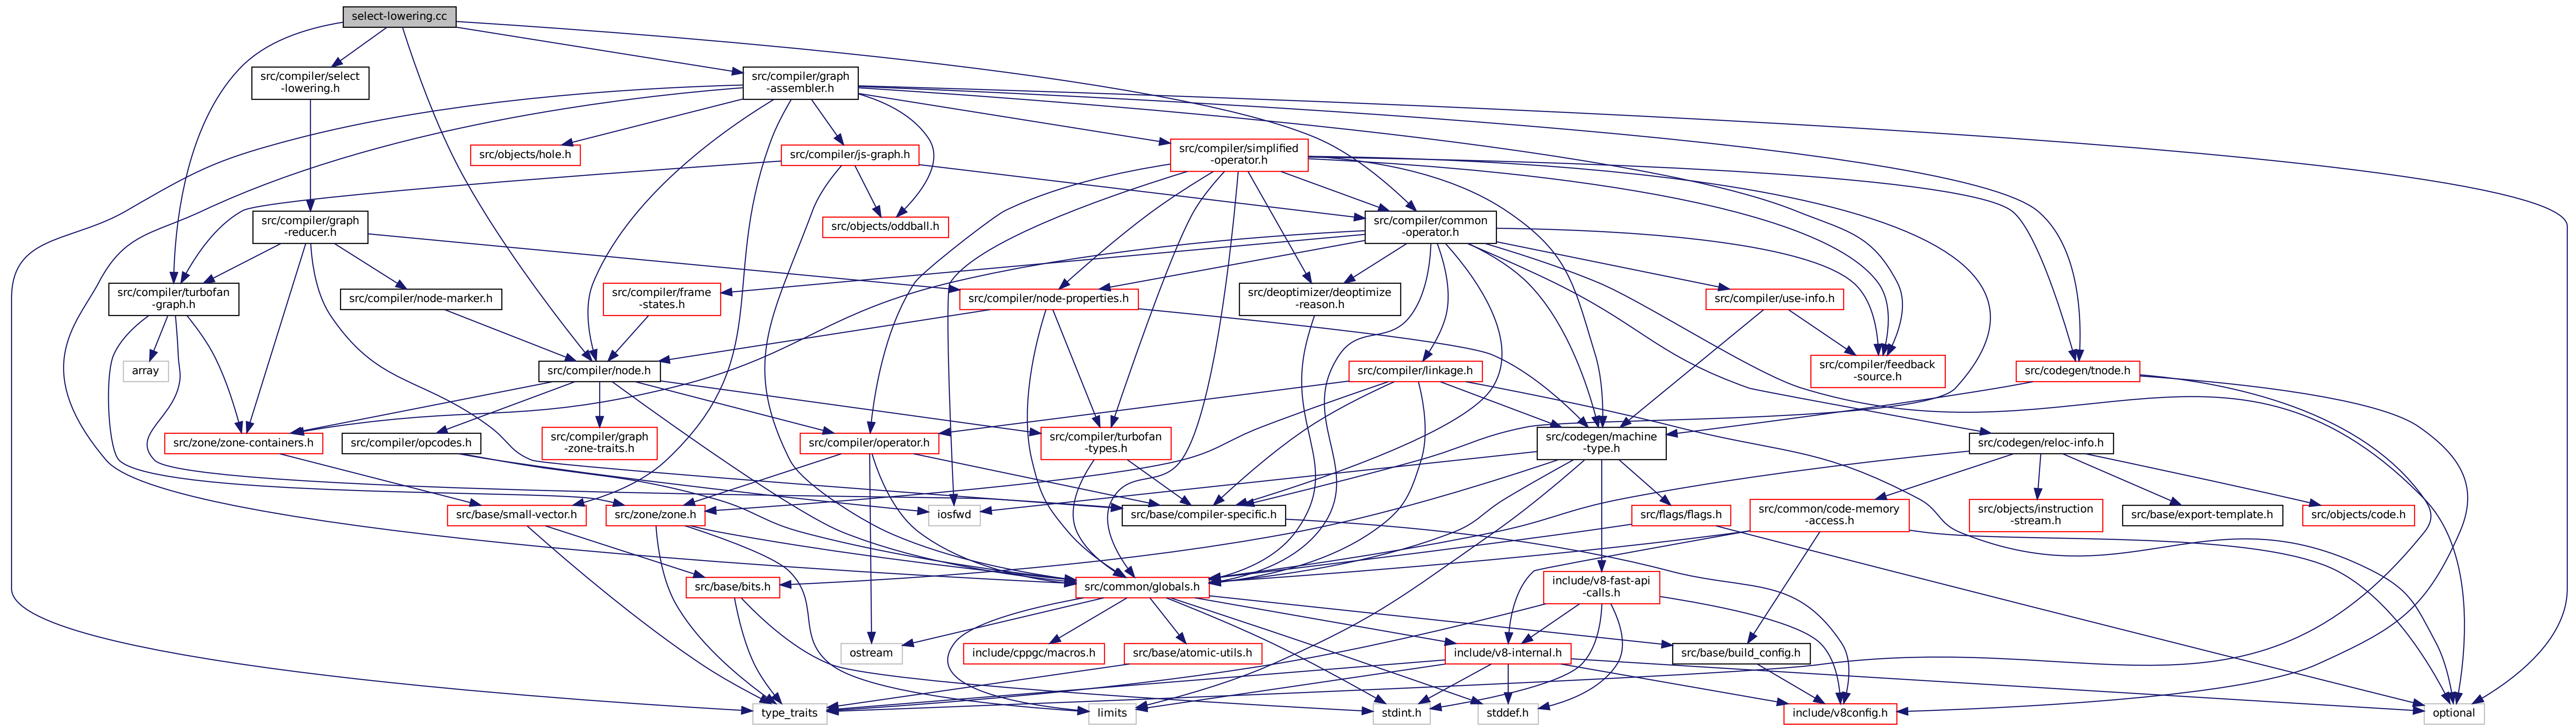 select-lowering.cc
src/compiler/select
-lowering.h
src/compiler/graph
-assembler.h
src/objects/hole.h
src/compiler/js-graph.h
src/compiler/simplified
-operator.h
src/compiler/graph
-reducer.h
src/objects/oddball.h
src/compiler/common
-operator.h
src/compiler/turbofan
-graph.h
src/compiler/node-marker.h
src/compiler/frame
-states.h
src/compiler/node-properties.h
src/deoptimizer/deoptimize
-reason.h
src/compiler/use-info.h
array
src/compiler/node.h
src/compiler/linkage.h
src/compiler/feedback
-source.h
src/codegen/tnode.h
src/zone/zone-containers.h
src/compiler/opcodes.h
src/compiler/graph
-zone-traits.h
src/compiler/operator.h
src/compiler/turbofan
-types.h
src/codegen/machine
-type.h
src/codegen/reloc-info.h
src/base/small-vector.h
src/zone/zone.h
iosfwd
src/base/compiler-specific.h
src/flags/flags.h
src/common/code-memory
-access.h
src/objects/instruction
-stream.h
src/base/export-template.h
src/objects/code.h
src/base/bits.h
src/common/globals.h
include/v8-fast-api
-calls.h
ostream
include/cppgc/macros.h
src/base/atomic-utils.h
include/v8-internal.h
src/base/build_config.h
type_traits
limits
stdint.h
stddef.h
include/v8config.h
optional